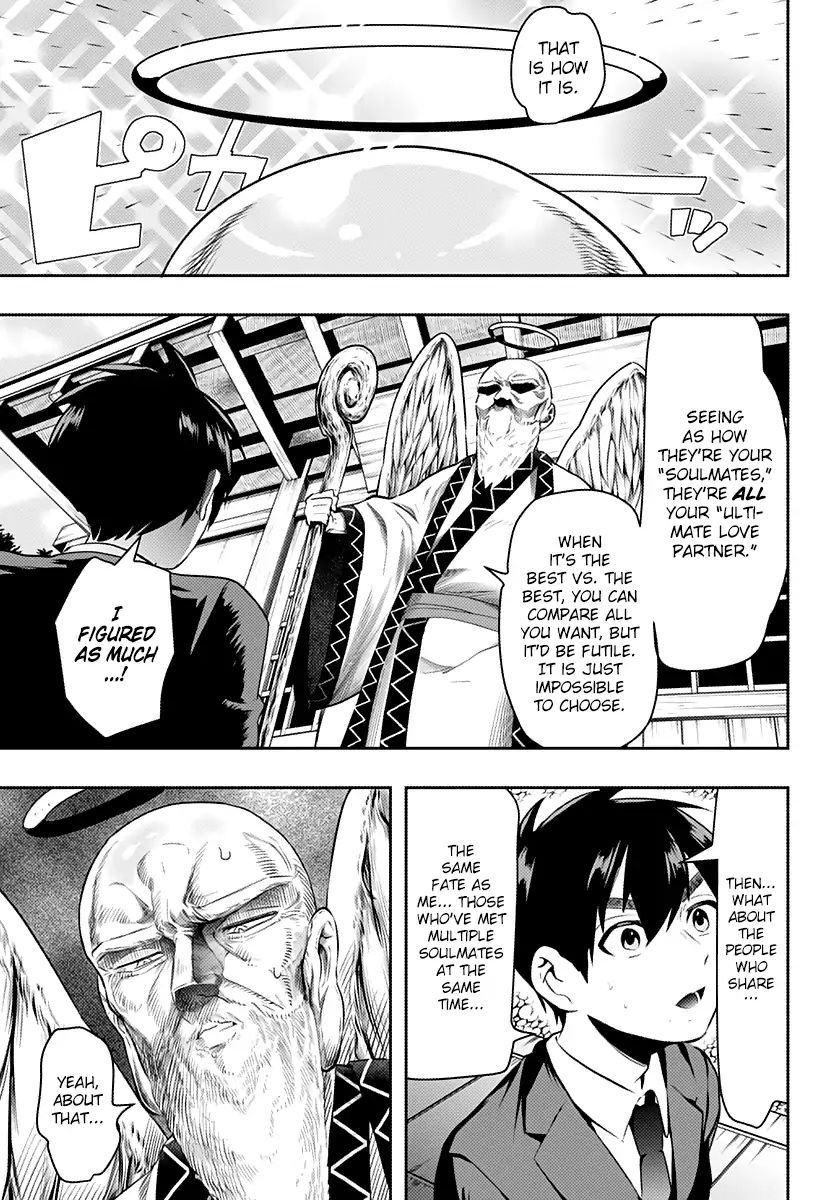 THAT
IS HOW
IT IS.
ピカー
SEEING
AS HOW
THEY'RE YOUR
"SOULMATES,"
THEY'RE ALL
YOUR "ULTI-
MATE LOVE
PARTNER."
WHEN
IT'S THE
BEST VS. THE
BEST, YOU CAN
COMPARE ALL
YOU WANT, BUT
IT'D BE FUTILE.
IT IS JUST
IMPOSSIBLE
TO CHOOSE.
I
FIGURED
AS MUCH
...!
THEN...
WHAT
ABOUT
THE
PEOPLE
WHO
SHARE
...
THE
SAME
FATE AS
ME... THOSE
WHO'VE MET
MULTIPLE
SOULMATES
AT THE
SAME
TIME...
YEAH,
ABOUT
THAT...